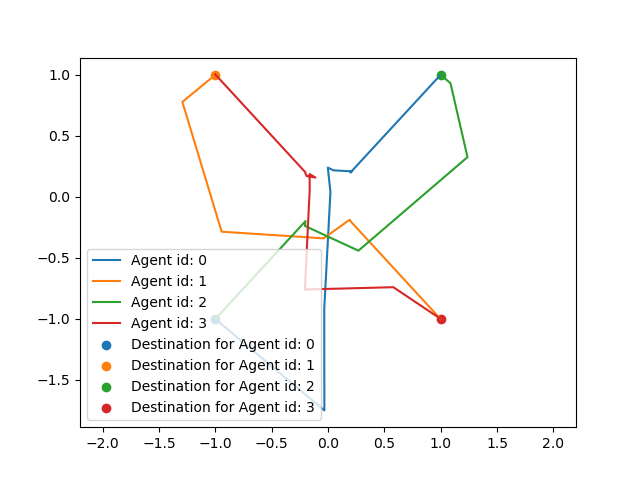 1.0
0.5
0.0
−0.5
−1.0
−1.5
Agent id: 0
Agent id: 1
Agent id: 2
Agent id: 3
Destination for Agent id: 0
Destination for Agent id: 1
Destination for Agent id: 2
Destination for Agent id: 3
−2.0 −1.5 −1.0 −0.5 0.0 0.5 1.0 1.5 2.0